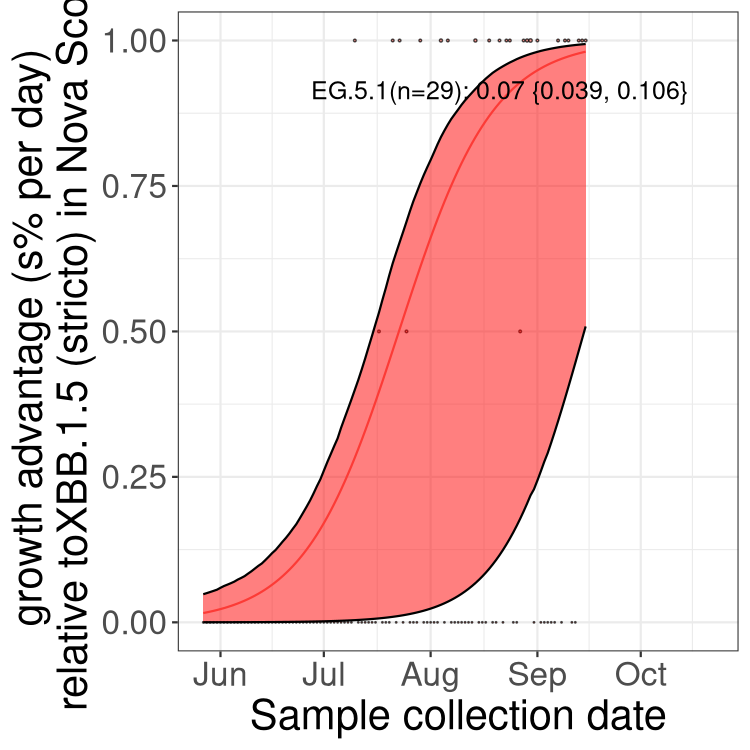 growth advantage (s% per day)
relative toXBB.1.5 (stricto) in Nova Sco
1.00
0.75
0.50
0.25
0.00
EG.5.1(n=29): 0.07 {0.039, 0.106}
Jun Jul Aug Sep Oct
Sample collection date